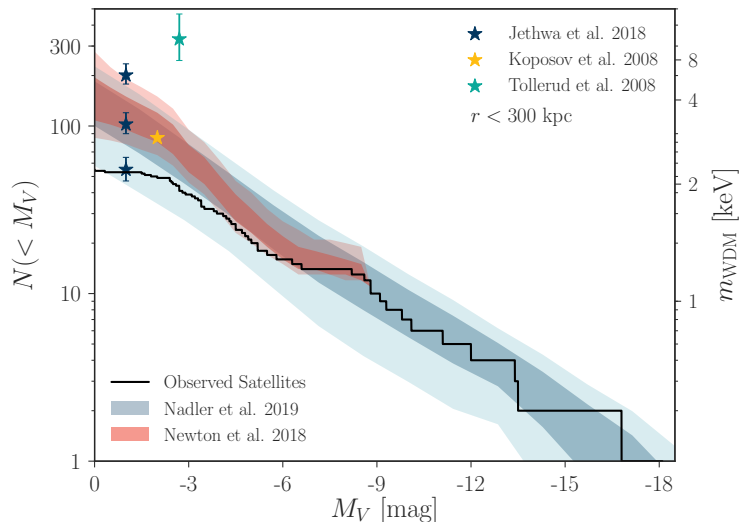 Jethwa et al. 2018
Koposov et al. 2008
Tollerud et al. 2008
r < 300 kpc
300
100
10
1
N(< M_V)
8
4
2
1
m_WDM [keV]
Observed Satellites
Nadler et al. 2019
Newton et al. 2018
0 -3 -6 -9 -12 -15 -18
M_V [mag]